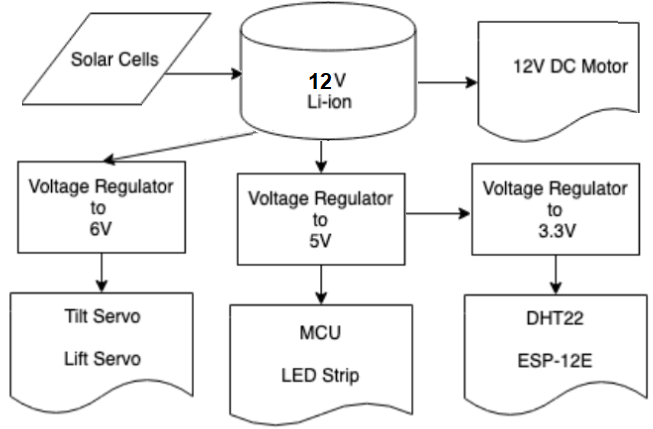 Solar Cells
12V
Li-ion
12V DC Motor
Voltage Regulator
to
6V
Voltage Regulator
to
5V
Voltage Regulator
to
3.3V
Tilt Servo
Lift Servo
MCU
LED Strip
DHT22
ESP-12E